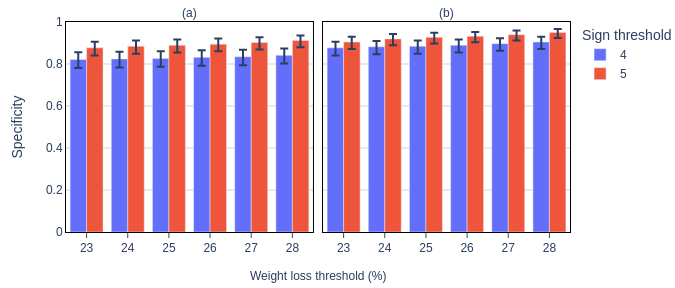 (a)
(b)
Sign threshold
4
5
Specificity
1
0.8
0.6
0.4
0.2
0
23 24 25 26 27 28
23 24 25 26 27 28
Weight loss threshold (%)